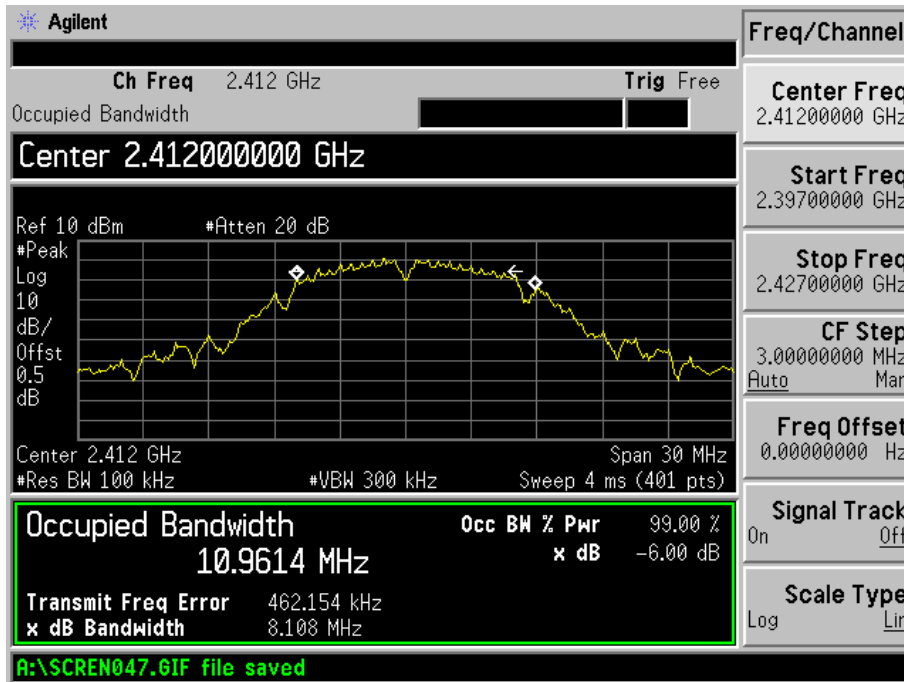 Agilent
Freq/Channel
Ch Freq 2.412 GHz Trig Free
Occupied Bandwidth
Center 2.412000000 GHz
Ref 10 dBm #Atten 20 dB
#Peak
Log
10
dB/
Offst
0.5
dB
Center 2.412 GHz Span 30 MHz
#Res BW 100 kHz #VBW 300 kHz Sweep 4 ms (401 pts)
Occupied Bandwidth Occ BW % Pwr 99.00 %
10.9614 MHz x dB -6.00 dB
Transmit Freq Error 462.154 kHz
x dB Bandwidth 8.108 MHz
A:\SCREN047.GIF file saved
Center Freq
2.41200000 GHz
Start Freq
2.39700000 GHz
Stop Freq
2.42700000 GHz
CF Step
3.00000000 MHz
Auto Man
Freq Offset
0.00000000 Hz
Signal Track
On Off
Scale Type
Log Lin